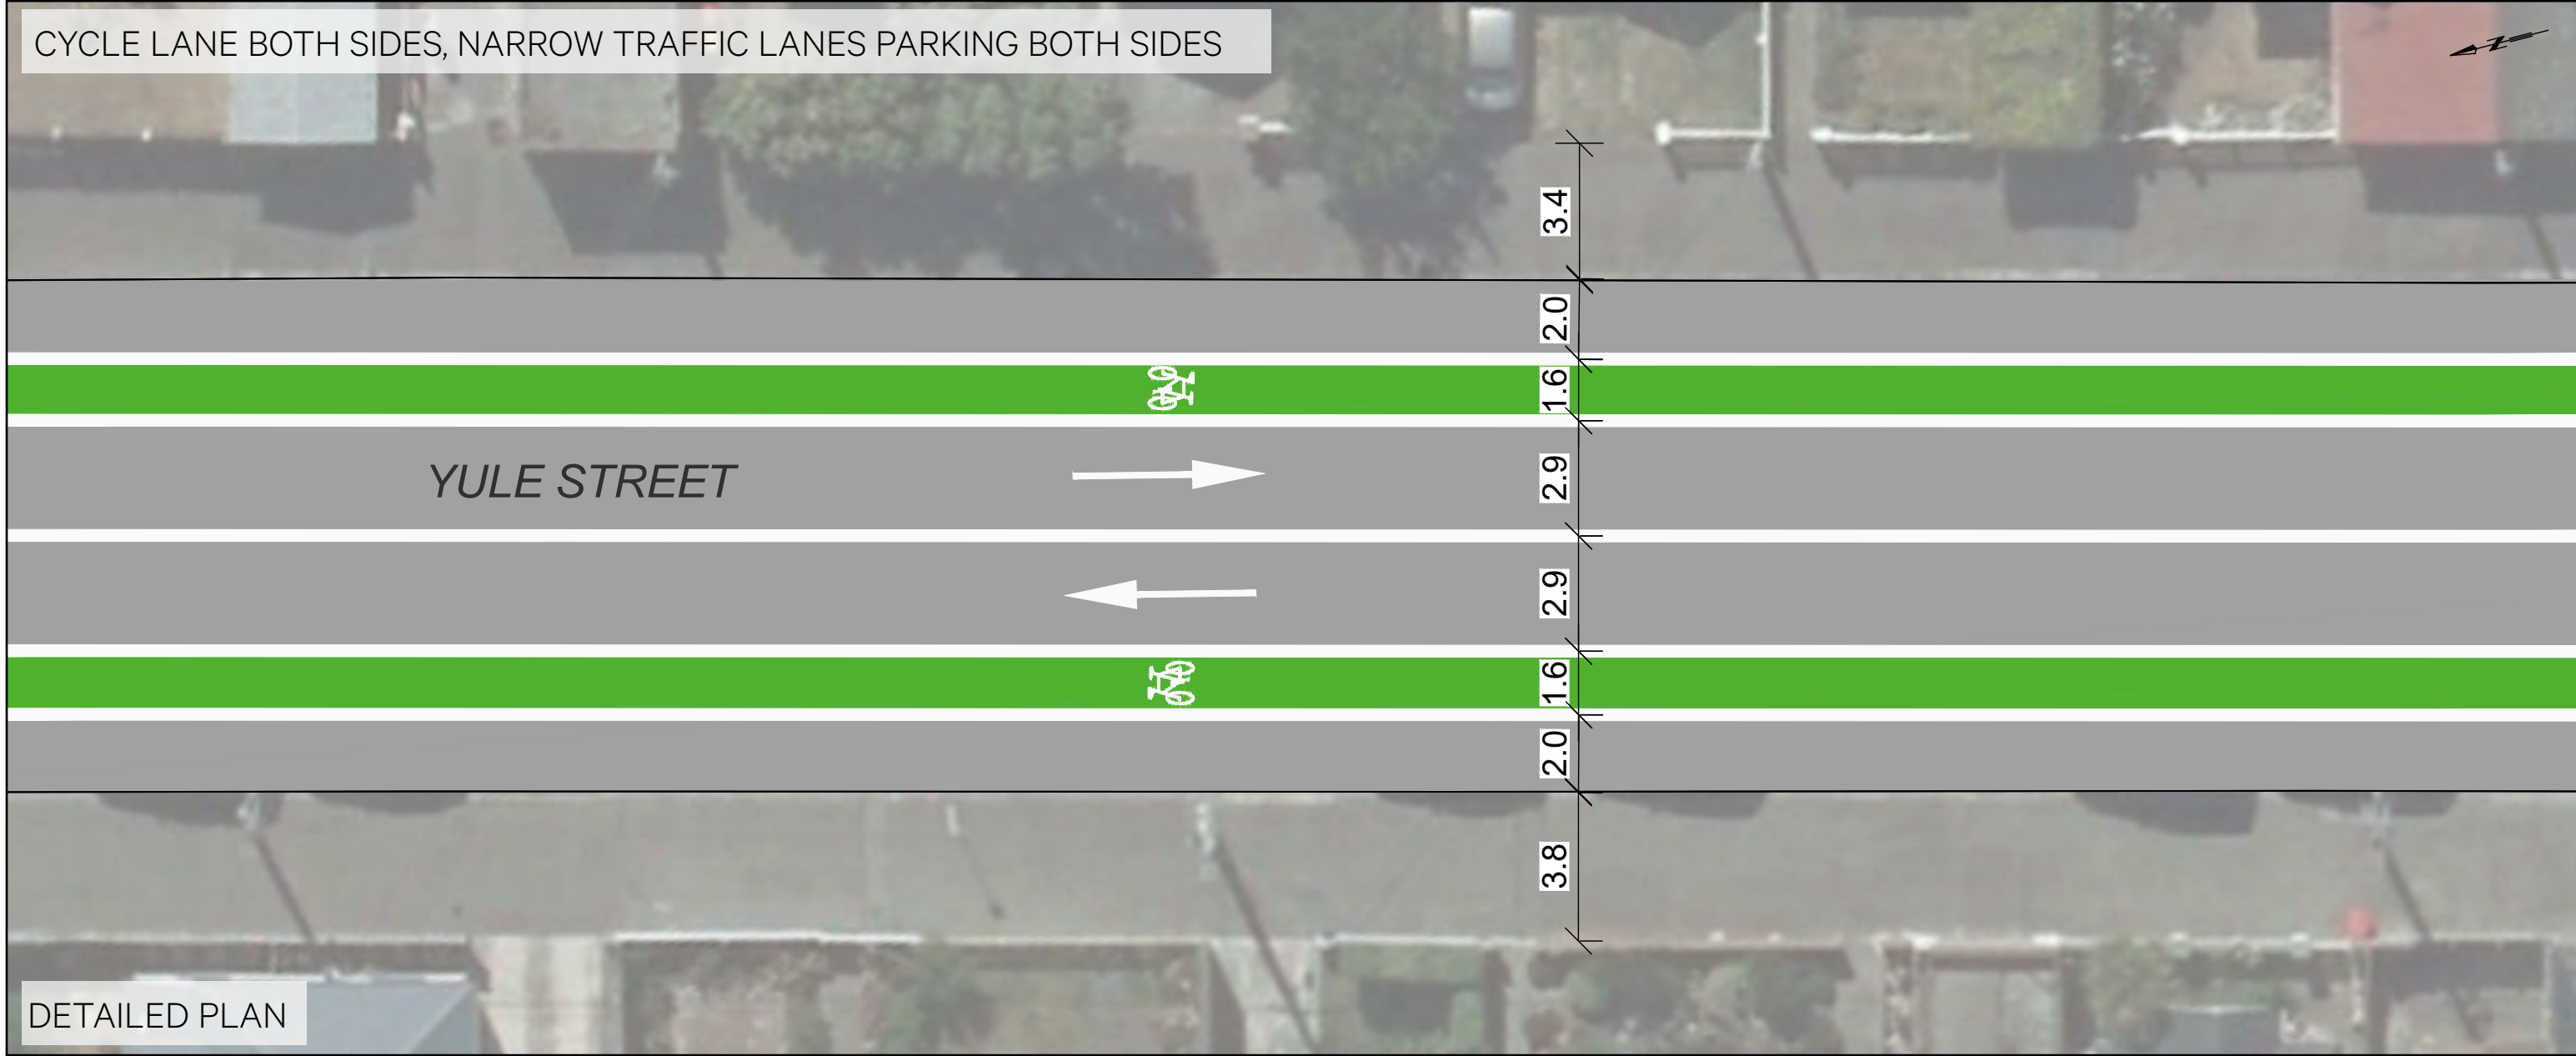 CYCLE LANE BOTH SIDES, NARROW TRAFFIC LANES PARKING BOTH SIDES
N
3.4
2.0
1.6
YULE STREET
2.9
2.9
1.6
2.0
3.8
DETAILED PLAN